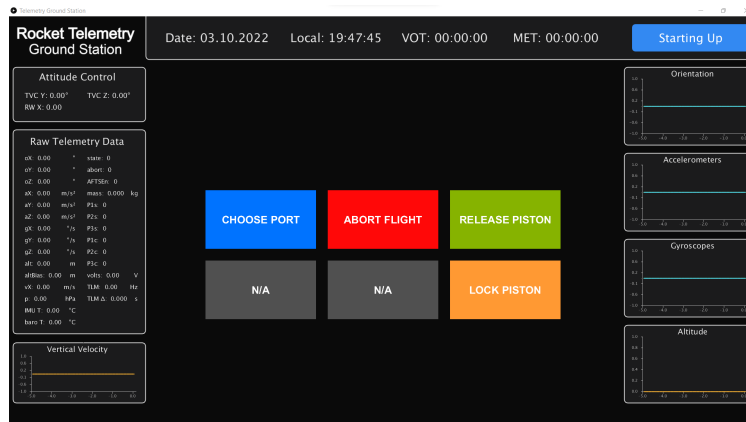 Telemetry Ground Station
Rocket Telemetry
Ground Station
Date: 03.10.2022 Local: 19:47:45 VOT: 00:00:00 MET: 00:00:00
Starting Up
Attitude Control
TVC Y: 0.00° TVC Z: 0.00°
RW X: 0.00
Raw Telemetry Data
oX: 0.00 ° state: 0
oY: 0.00 ° abort: 0
oZ: 0.00 ° AFTSEn: 0
aX: 0.00 m/s² mass: 0.000 kg
aY: 0.00 m/s² P1s: 0
aZ: 0.00 m/s² P2s: 0
gX: 0.00 °/s P3s: 0
gY: 0.00 °/s P1c: 0
gZ: 0.00 °/s P2c: 0
alt: 0.00 m P3c: 0
altBias: 0.00 m volts: 0.00 V
vX: 0.00 m/s TLM: 0.00 Hz
p: 0.00 hPa TLM Δ: 0.000 s
IMU T: 0.00 °C
baro T: 0.00 °C
Vertical Velocity
CHOOSE PORT
ABORT FLIGHT
RELEASE PISTON
N/A
N/A
LOCK PISTON
Orientation
Accelerometers
Gyroscopes
Altitude